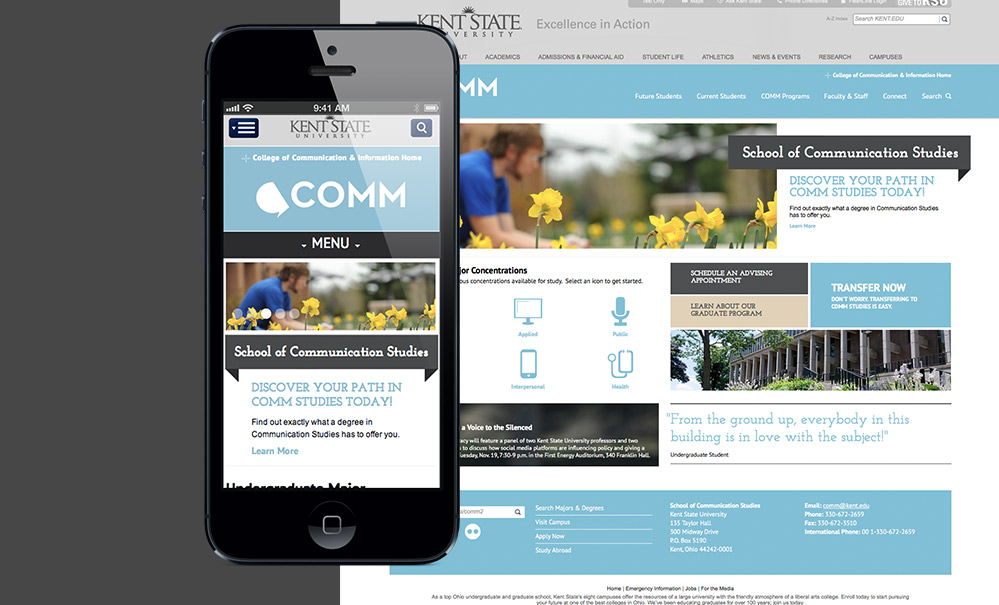 9:41 AM
KENT STATE
UNIVERSITY
College of Communication & Information Home
COMM
MENU
School of Communication Studies
DISCOVER YOUR PATH IN
COMM STUDIES TODAY!
Find out exactly what a degree in
Communication Studies has to offer you.
Learn More
Undergraduate Major
Text Only Maps Phone Directories GIVE TO KSU
KENT STATE
UNIVERSITY
Excellence in Action
A-Z Index
Search KENT.EDU
UT ACADEMICS ADMISSIONS & FINANCIAL AID STUDENT LIFE ATHLETICS NEWS & EVENTS RESEARCH CAMPUSES
MM
College of Communication & Information Home
Future Students Current Students COMM Programs Faculty & Staff Connect Search
School of Communication Studies
DISCOVER YOUR PATH IN
COMM STUDIES TODAY!
Find out exactly what a degree in Communication Studies
has to offer you.
Learn More
jor Concentrations
ous concentrations available for study. Select an icon to get started.
Applied
Public
Interpersonal
Health
SCHEDULE AN ADVISING
APPOINTMENT
LEARN ABOUT OUR
GRADUATE PROGRAM
TRANSFER NOW
DON'T WORRY. TRANSFERRING TO
COMM STUDIES IS EASY.
a Voice to the Silenced
acy will feature a panel of two Kent State University professors and two
s to discuss how social media platforms are influencing policy and giving a
uesday, Nov. 19, 7:30-9 p.m. in the First Energy Auditorium, 340 Franklin Hall.
"From the ground up, everybody in this
building is in love with the subject!"
Undergraduate Student
/comm2
Search Majors & Degrees
Visit Campus
Apply Now
Study Abroad
School of Communication Studies
Kent State University
135 Taylor Hall
300 Midway Drive
P.O. Box 5190
Kent, Ohio 44242-0001
Email: comm@kent.edu
Phone: 330-672-2659
Fax: 330-672-3510
International Phone: 00 1-330-672-2659
Home | Emergency Information | Jobs | For the Media
As a top Ohio undergraduate and graduate school, Kent State's eight campuses offer the resources of a large university with the friendly atmosphere of a liberal arts college. Enroll today to start pursuing
your future at one of the best colleges in Ohio. We've been educating graduates for over 100 years; join us today.